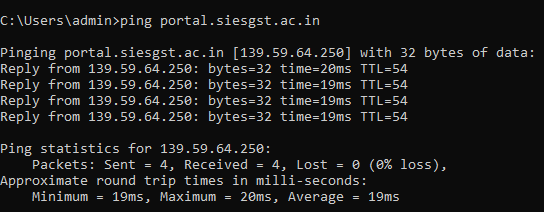 C:\Users\admin>ping portal.siesgst.ac.in
Pinging portal.siesgst.ac.in [139.59.64.250] with 32 bytes of data:
Reply from 139.59.64.250: bytes=32 time=20ms TTL=54
Reply from 139.59.64.250: bytes=32 time=19ms TTL=54
Reply from 139.59.64.250: bytes=32 time=19ms TTL=54
Reply from 139.59.64.250: bytes=32 time=19ms TTL=54
Ping statistics for 139.59.64.250:
    Packets: Sent = 4, Received = 4, Lost = 0 (0% loss),
Approximate round trip times in milli-seconds:
    Minimum = 19ms, Maximum = 20ms, Average = 19ms